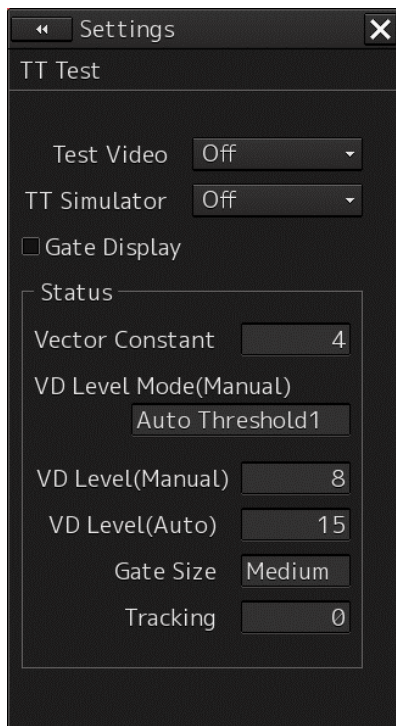 Settings
TT Test
Test Video Off
TT Simulator Off
Gate Display
Status
Vector Constant 4
VD Level Mode(Manual)
Auto Threshold1
VD Level(Manual) 8
VD Level(Auto) 15
Gate Size Medium
Tracking 0